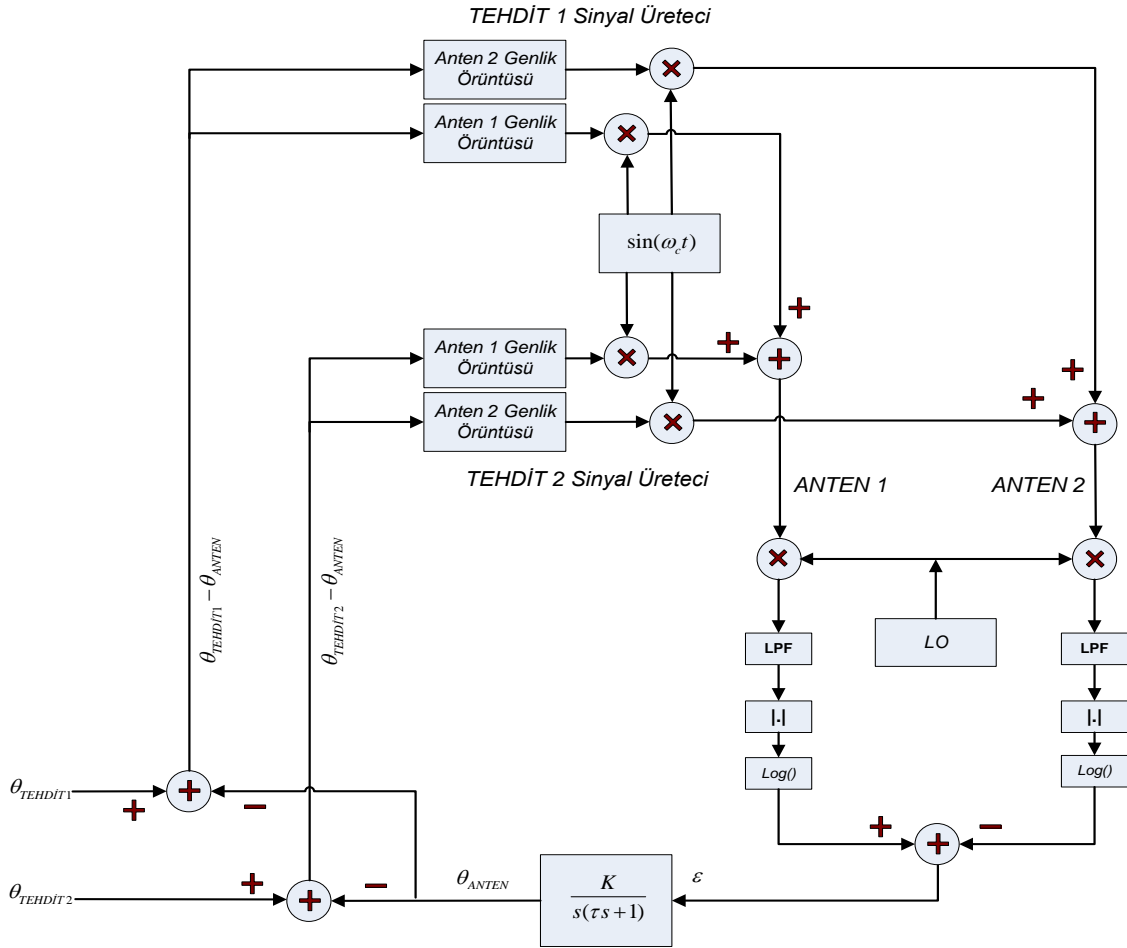 TEHDİT 1 Sinyal Üreteci
Anten 2 Genlik
Örüntüsü
Anten 1 Genlik
Örüntüsü
sin(ω_c t)
Anten 1 Genlik
Örüntüsü
Anten 2 Genlik
Örüntüsü
TEHDİT 2 Sinyal Üreteci
ANTEN 1
ANTEN 2
θ_TEHDİT1 − θ_ANTEN
θ_TEHDİT2 − θ_ANTEN
LO
LPF
LPF
|.|
|.|
Log()
Log()
θ_TEHDİT1
θ_TEHDİT2
θ_ANTEN
K
s(τs+1)
ε